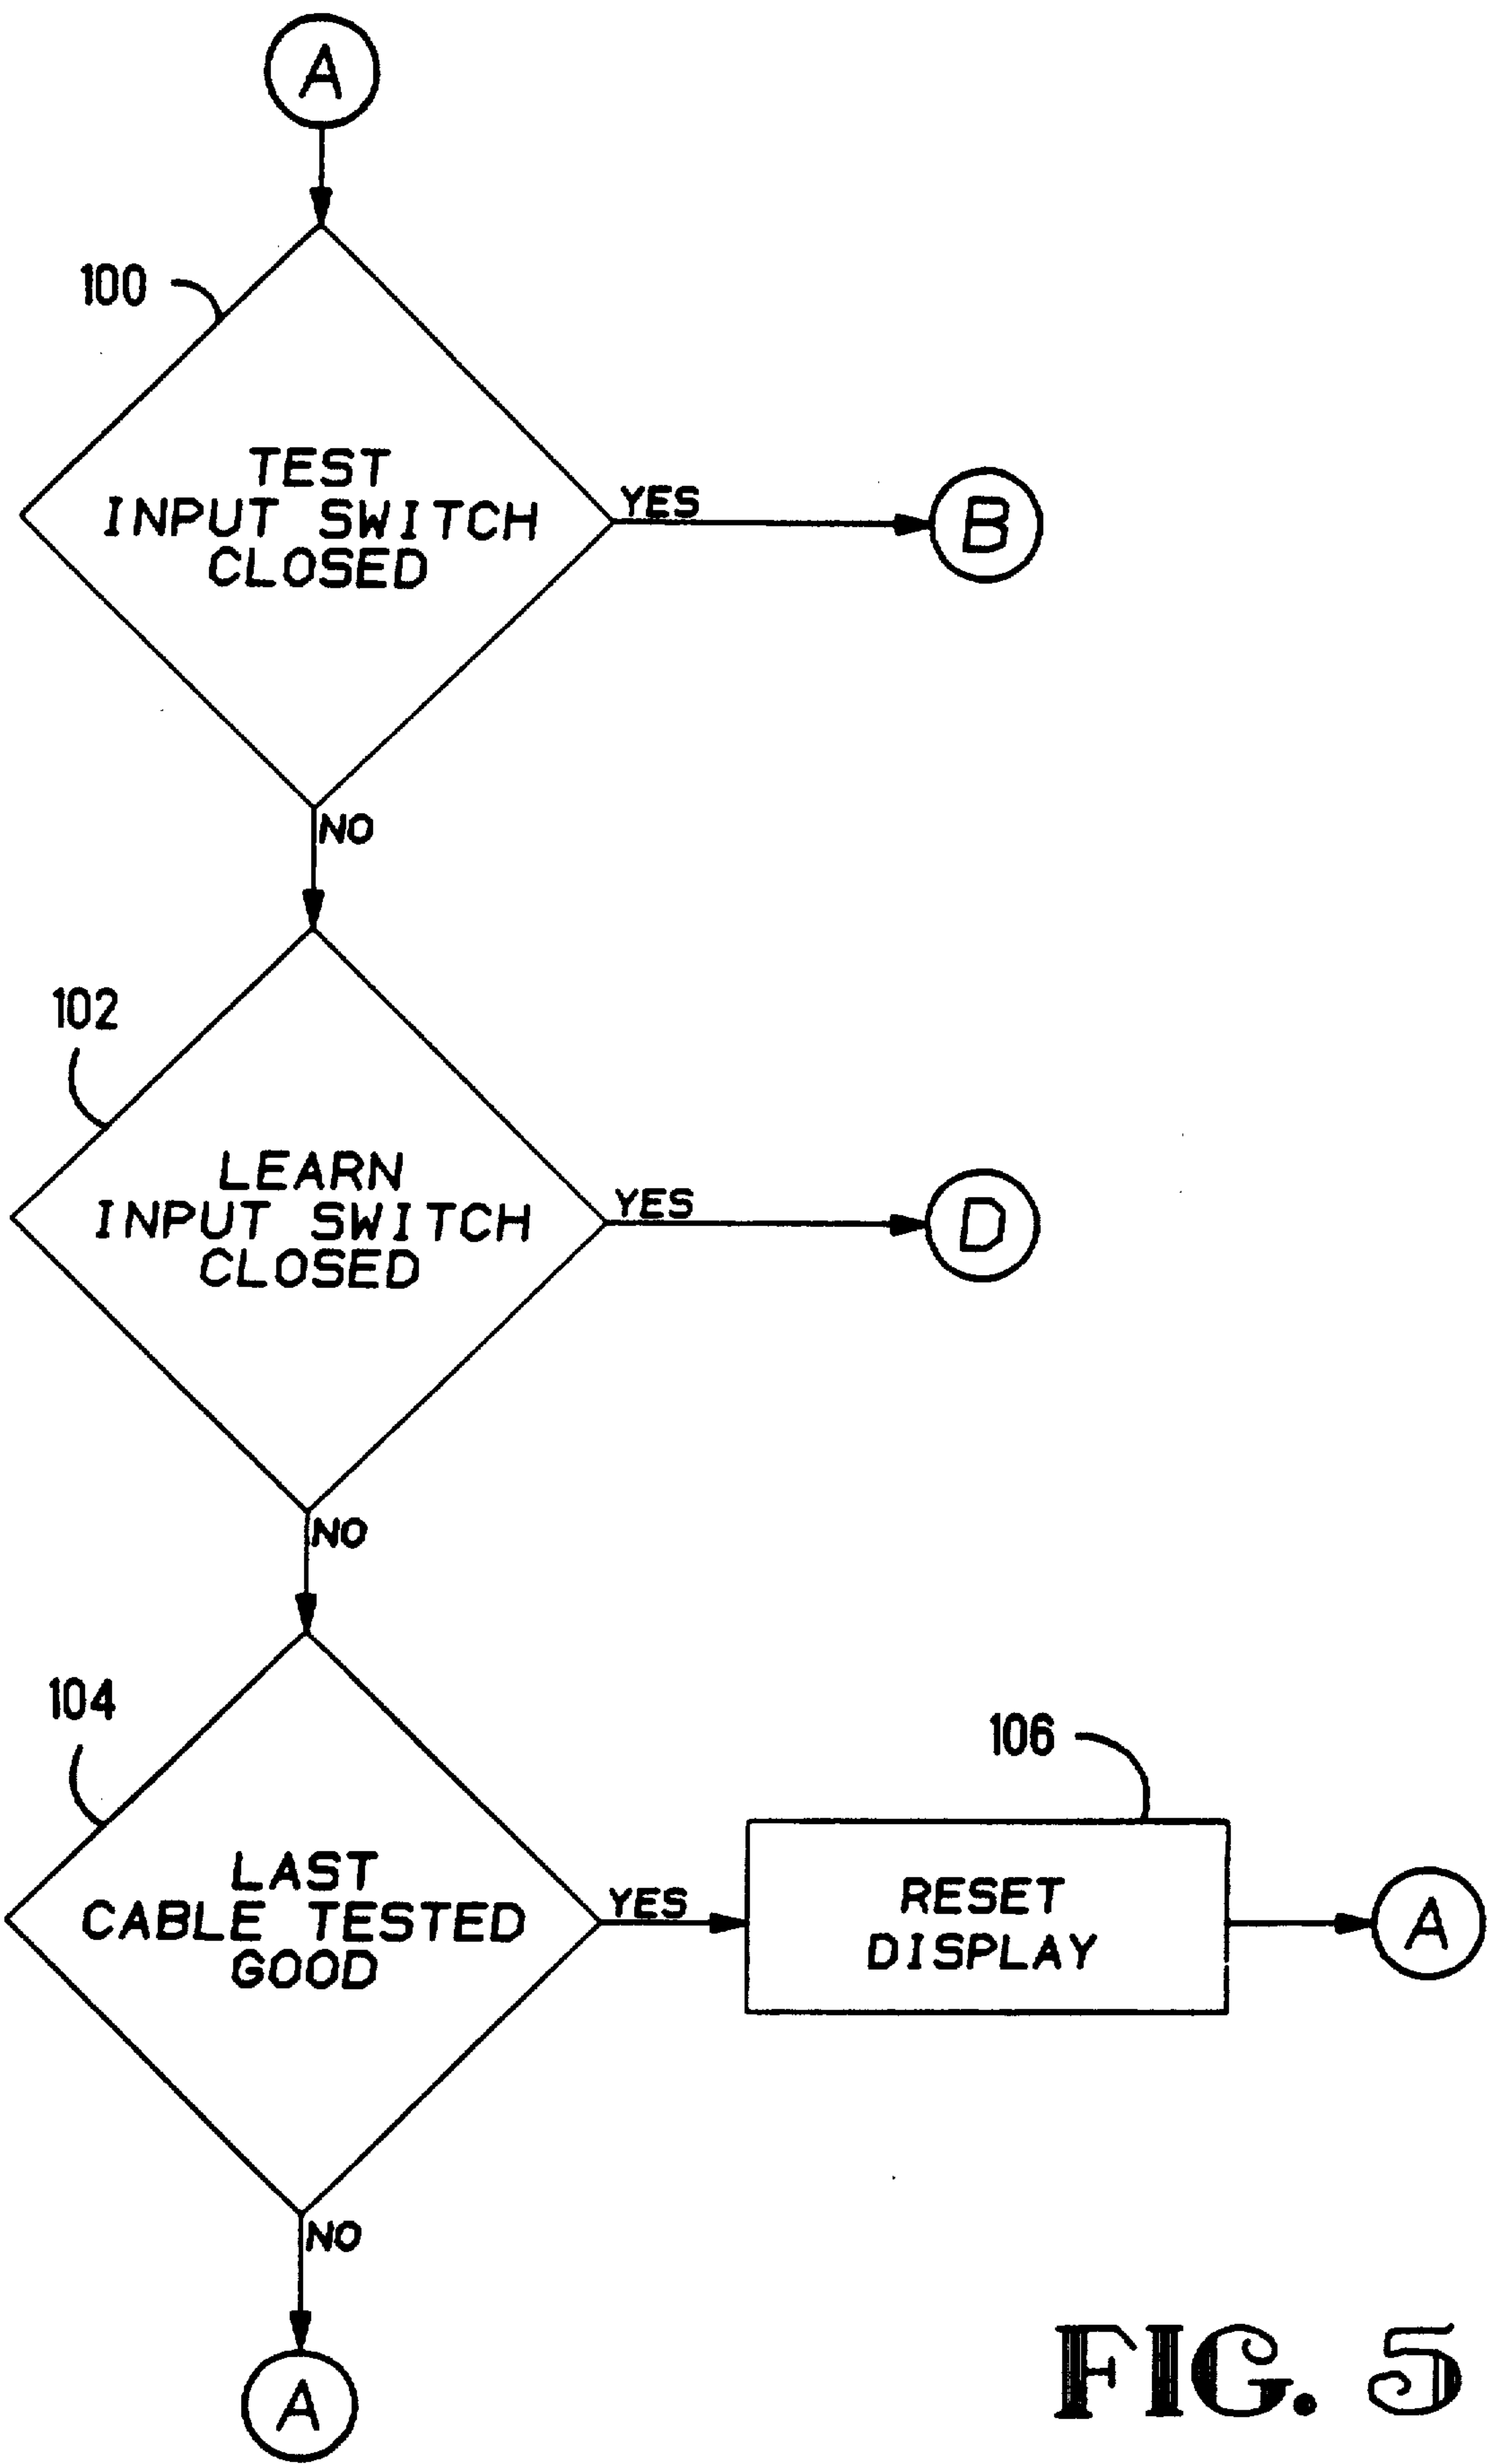 A
100
TEST
INPUT SWITCH
CLOSED
YES
B
NO
102
LEARN
INPUT SWITCH
CLOSED
YES
D
NO
104
LAST
CABLE TESTED
GOOD
YES
106
RESET
DISPLAY
A
NO
A
FIG. 5